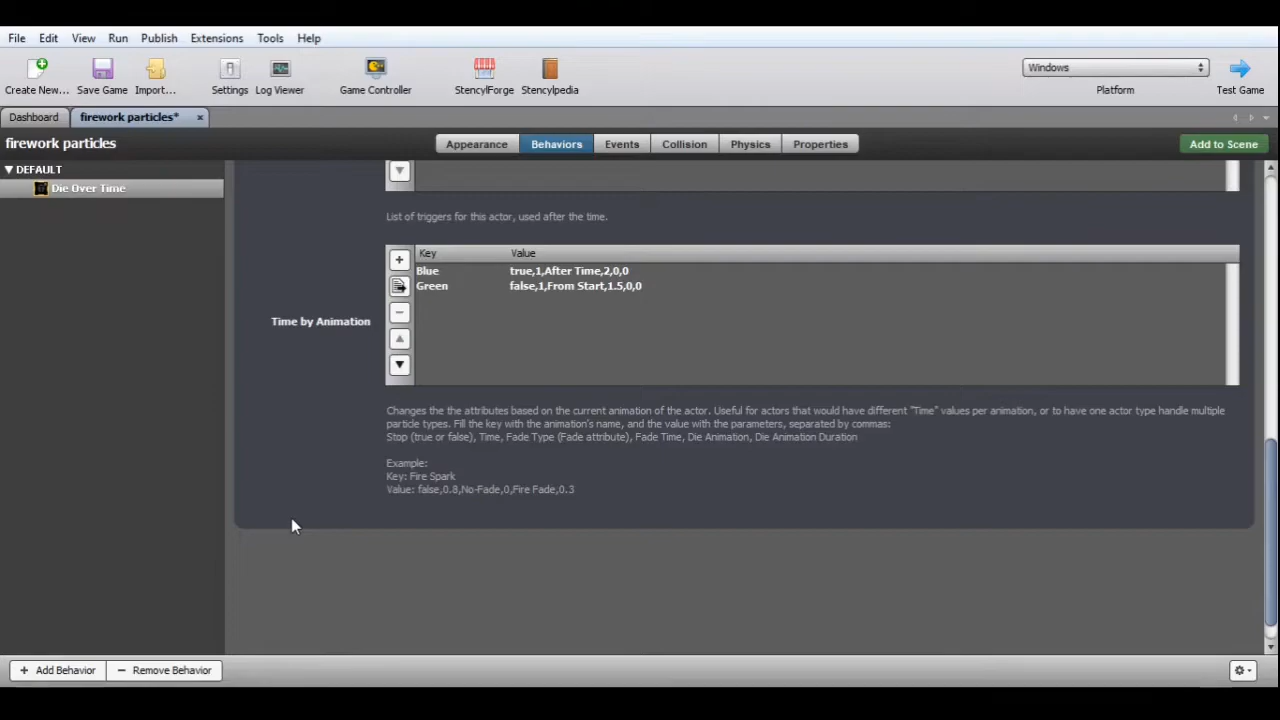 File Edit View Run Publish Extensions Tools Help
Create New... Save Game Import... Settings Log Viewer Game Controller StencylForge Stencylpedia Windows Platform Test Game
Dashboard firework particles*
firework particles Appearance Behaviors Events Collision Physics Properties Add to Scene
DEFAULT
Die Over Time
List of triggers for this actor, used after the time.
Key Value
Blue true,1,After Time,2,0,0
Green false,1,From Start,1.5,0,0
Time by Animation
Changes the the attributes based on the current animation of the actor. Useful for actors that would have different "Time" values per animation, or to have one actor type handle multiple
particle types. Fill the key with the animation's name, and the value with the parameters, separated by commas:
Stop (true or false), Time, Fade Type (Fade attribute), Fade Time, Die Animation, Die Animation Duration
Example:
Key: Fire Spark
Value: false,0.8,No-Fade,0,Fire Fade,0.3
+ Add Behavior − Remove Behavior